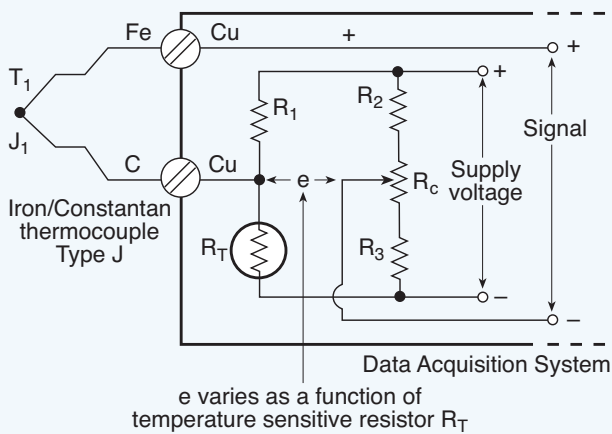 Fe
Cu
+
+
T1
J1
R1
R2
+
Signal
C
Cu
e
Rc
Supply
voltage
Iron/Constantan
thermocouple
Type J
RT
R3
−
−
Data Acquisition System
e varies as a function of
temperature sensitive resistor RT